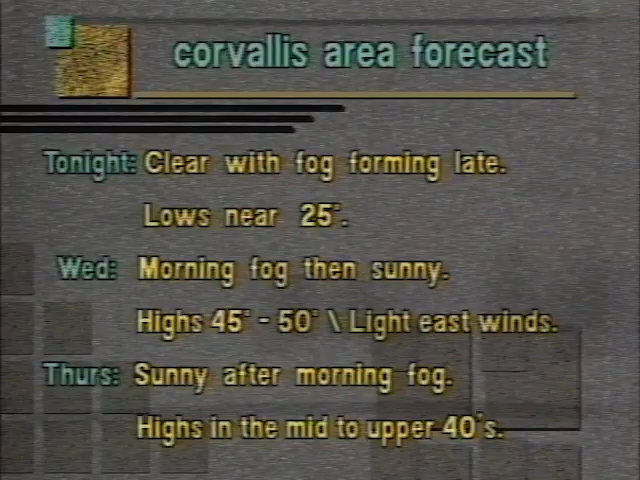 corvallis area forecast
Tonight: Clear with fog forming late.
Lows near 25°.
Wed: Morning fog then sunny.
Highs 45° - 50° \ Light east winds.
Thurs: Sunny after morning fog.
Highs in the mid to upper 40's.